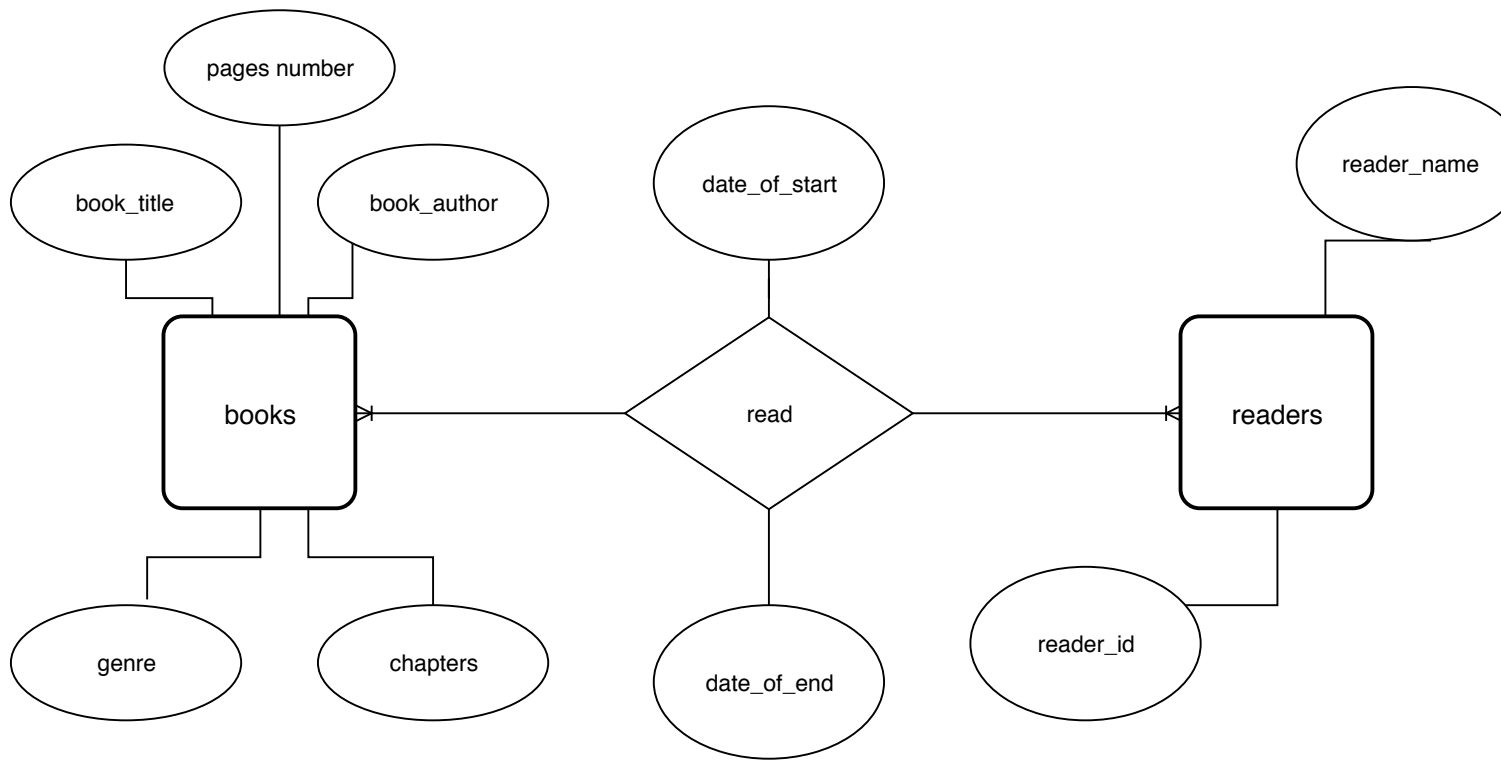 pages number
book_title
book_author
date_of_start
reader_name
books
read
readers
genre
chapters
date_of_end
reader_id